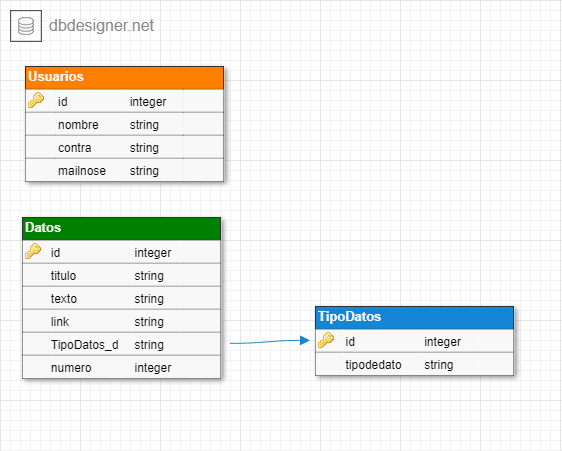 dbdesigner.net
Usuarios
id integer
nombre string
contra string
mailnose string
Datos
id integer
titulo string
texto string
link string
TipoDatos_d string
numero integer
TipoDatos
id integer
tipodedato string